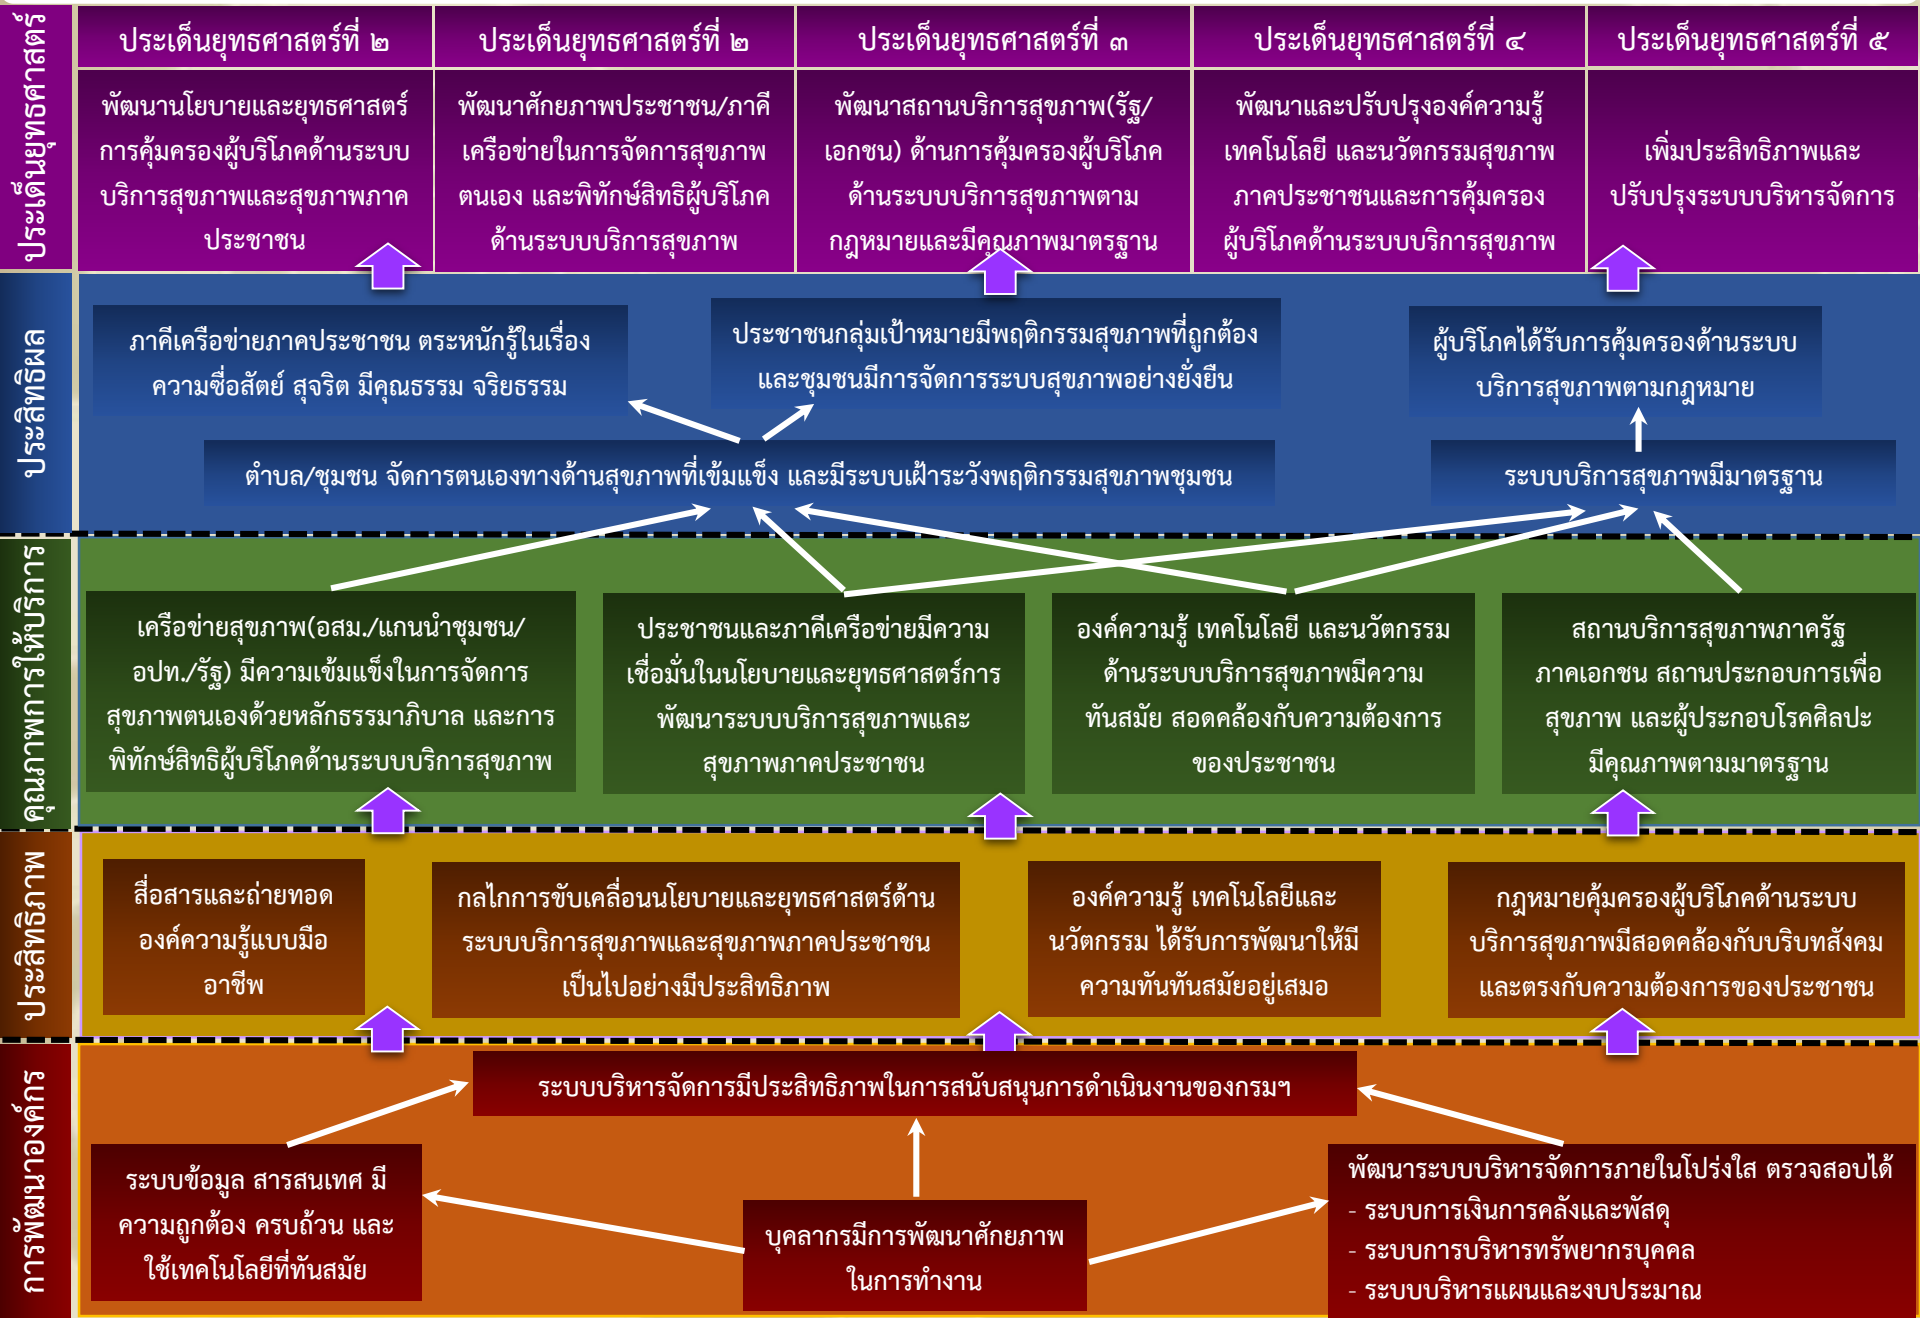 ประเด็นยุทธศาสตร์
ประเด็นยุทธศาสตร์ที่ ๒
ประเด็นยุทธศาสตร์ที่ ๒
ประเด็นยุทธศาสตร์ที่ ๓
ประเด็นยุทธศาสตร์ที่ ๔
ประเด็นยุทธศาสตร์ที่ ๕
พัฒนานโยบายและยุทธศาสตร์
การคุ้มครองผู้บริโภคด้านระบบ
บริการสุขภาพและสุขภาพภาค
ประชาชน
พัฒนาศักยภาพประชาชน/ภาคี
เครือข่ายในการจัดการสุขภาพ
ตนเอง และพิทักษ์สิทธิผู้บริโภค
ด้านระบบบริการสุขภาพ
พัฒนาสถานบริการสุขภาพ(รัฐ/
เอกชน) ด้านการคุ้มครองผู้บริโภค
ด้านระบบบริการสุขภาพตาม
กฎหมายและมีคุณภาพมาตรฐาน
พัฒนาและปรับปรุงองค์ความรู้
เทคโนโลยี และนวัตกรรมสุขภาพ
ภาคประชาชนและการคุ้มครอง
ผู้บริโภคด้านระบบบริการสุขภาพ
เพิ่มประสิทธิภาพและ
ปรับปรุงระบบบริหารจัดการ
ประสิทธิผล
ภาคีเครือข่ายภาคประชาชน ตระหนักรู้ในเรื่อง
ความซื่อสัตย์ สุจริต มีคุณธรรม จริยธรรม
ประชาชนกลุ่มเป้าหมายมีพฤติกรรมสุขภาพที่ถูกต้อง
และชุมชนมีการจัดการระบบสุขภาพอย่างยั่งยืน
ผู้บริโภคได้รับการคุ้มครองด้านระบบ
บริการสุขภาพตามกฎหมาย
ตำบล/ชุมชน จัดการตนเองทางด้านสุขภาพที่เข้มแข็ง และมีระบบเฝ้าระวังพฤติกรรมสุขภาพชุมชน
ระบบบริการสุขภาพมีมาตรฐาน
คุณภาพการให้บริการ
เครือข่ายสุขภาพ(อสม./แกนนำชุมชน/
อปท./รัฐ) มีความเข้มแข็งในการจัดการ
สุขภาพตนเองด้วยหลักธรรมาภิบาล และการ
พิทักษ์สิทธิผู้บริโภคด้านระบบบริการสุขภาพ
ประชาชนและภาคีเครือข่ายมีความ
เชื่อมั่นในนโยบายและยุทธศาสตร์การ
พัฒนาระบบบริการสุขภาพและ
สุขภาพภาคประชาชน
องค์ความรู้ เทคโนโลยี และนวัตกรรม
ด้านระบบบริการสุขภาพมีความ
ทันสมัย สอดคล้องกับความต้องการ
ของประชาชน
สถานบริการสุขภาพภาครัฐ
ภาคเอกชน สถานประกอบการเพื่อ
สุขภาพ และผู้ประกอบโรคศิลปะ
มีคุณภาพตามมาตรฐาน
ประสิทธิภาพ
สื่อสารและถ่ายทอด
องค์ความรู้แบบมือ
อาชีพ
กลไกการขับเคลื่อนนโยบายและยุทธศาสตร์ด้าน
ระบบบริการสุขภาพและสุขภาพภาคประชาชน
เป็นไปอย่างมีประสิทธิภาพ
องค์ความรู้ เทคโนโลยีและ
นวัตกรรม ได้รับการพัฒนาให้มี
ความทันทันสมัยอยู่เสมอ
กฎหมายคุ้มครองผู้บริโภคด้านระบบ
บริการสุขภาพมีสอดคล้องกับบริบทสังคม
และตรงกับความต้องการของประชาชน
การพัฒนาองค์กร
ระบบบริหารจัดการมีประสิทธิภาพในการสนับสนุนการดำเนินงานของกรมฯ
ระบบข้อมูล สารสนเทศ มี
ความถูกต้อง ครบถ้วน และ
ใช้เทคโนโลยีที่ทันสมัย
บุคลากรมีการพัฒนาศักยภาพ
ในการทำงาน
พัฒนาระบบบริหารจัดการภายในโปร่งใส ตรวจสอบได้
- ระบบการเงินการคลังและพัสดุ
- ระบบการบริหารทรัพยากรบุคคล
- ระบบบริหารแผนและงบประมาณ